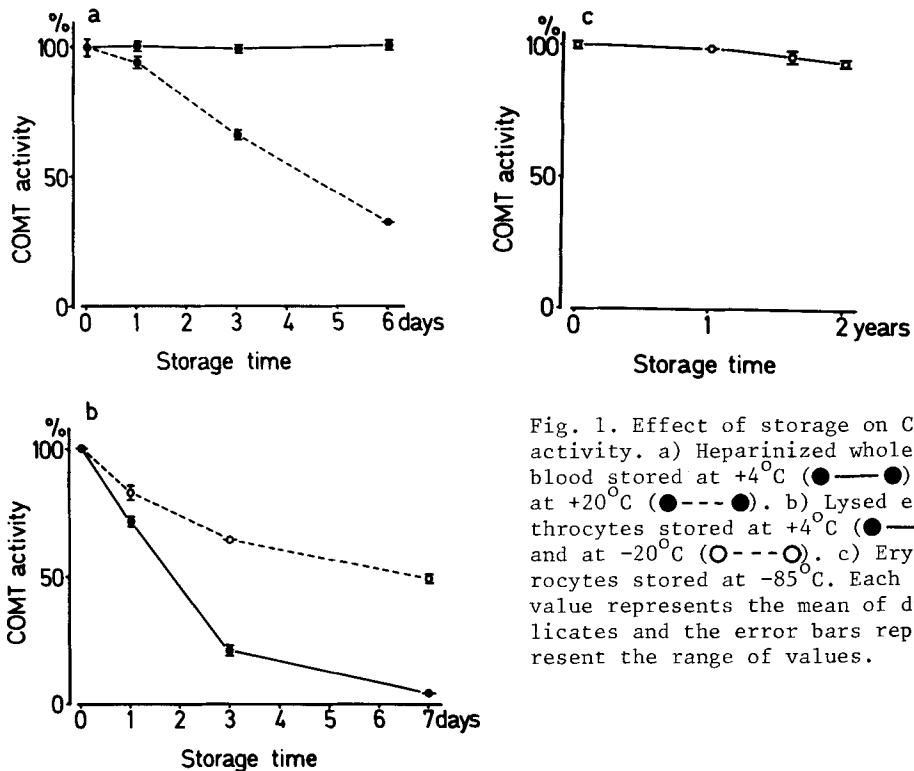 %
a
100
50
0
COMT activity
0 1 2 3 4 5 6 days
Storage time
%
c
100
50
0
COMT activity
0 1 2 years
Storage time
%
b
100
50
0
COMT activity
0 1 2 3 4 5 6 7 days
Storage time
Fig. 1. Effect of storage on C
activity. a) Heparinized whole
blood stored at +4°C (●——●)
at +20°C (●---●). b) Lysed e
throcytes stored at +4°C (●—
and at -20°C (○---○). c) Ery
rocytes stored at -85°C. Each
value represents the mean of d
licates and the error bars rep
resent the range of values.